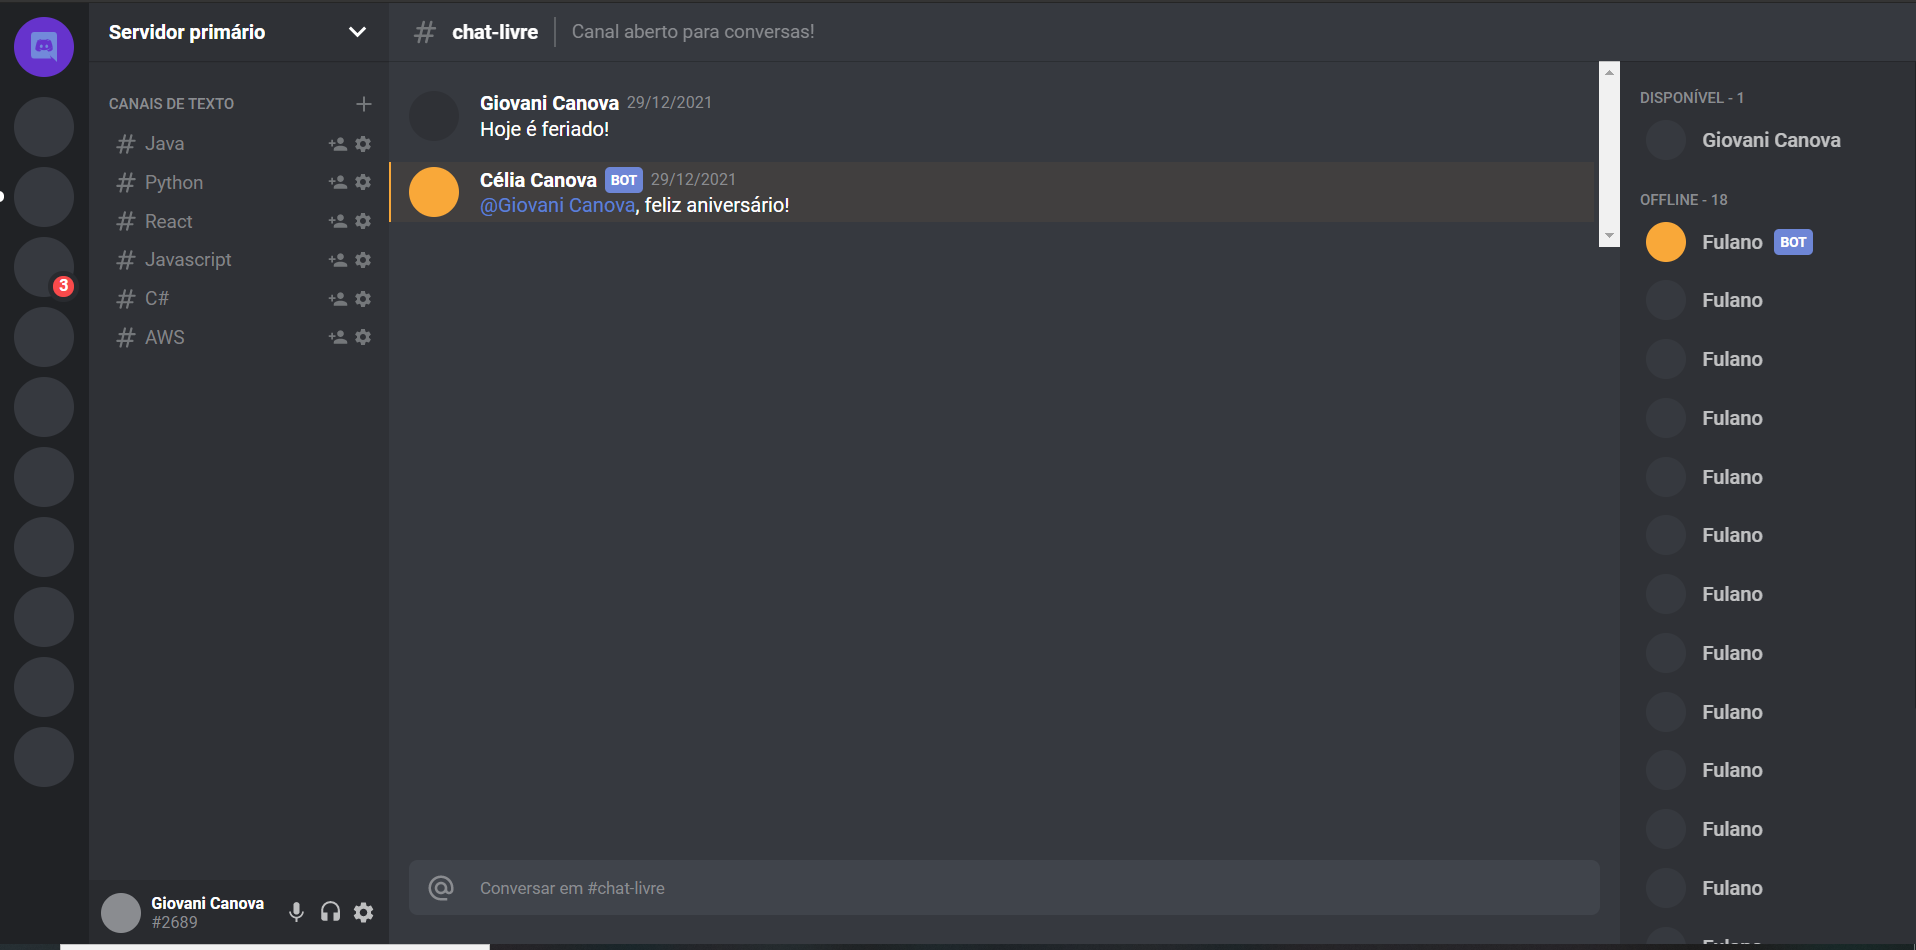 Servidor primário
chat-livre
Canal aberto para conversas!
CANAIS DE TEXTO
Java
Python
React
Javascript
C#
AWS
3
Giovani Canova 29/12/2021
Hoje é feriado!
Célia Canova BOT 29/12/2021
@Giovani Canova, feliz aniversário!
Conversar em #chat-livre
Giovani Canova
#2689
DISPONÍVEL - 1
Giovani Canova
OFFLINE - 18
Fulano BOT
Fulano
Fulano
Fulano
Fulano
Fulano
Fulano
Fulano
Fulano
Fulano
Fulano
Fulano
Fulano